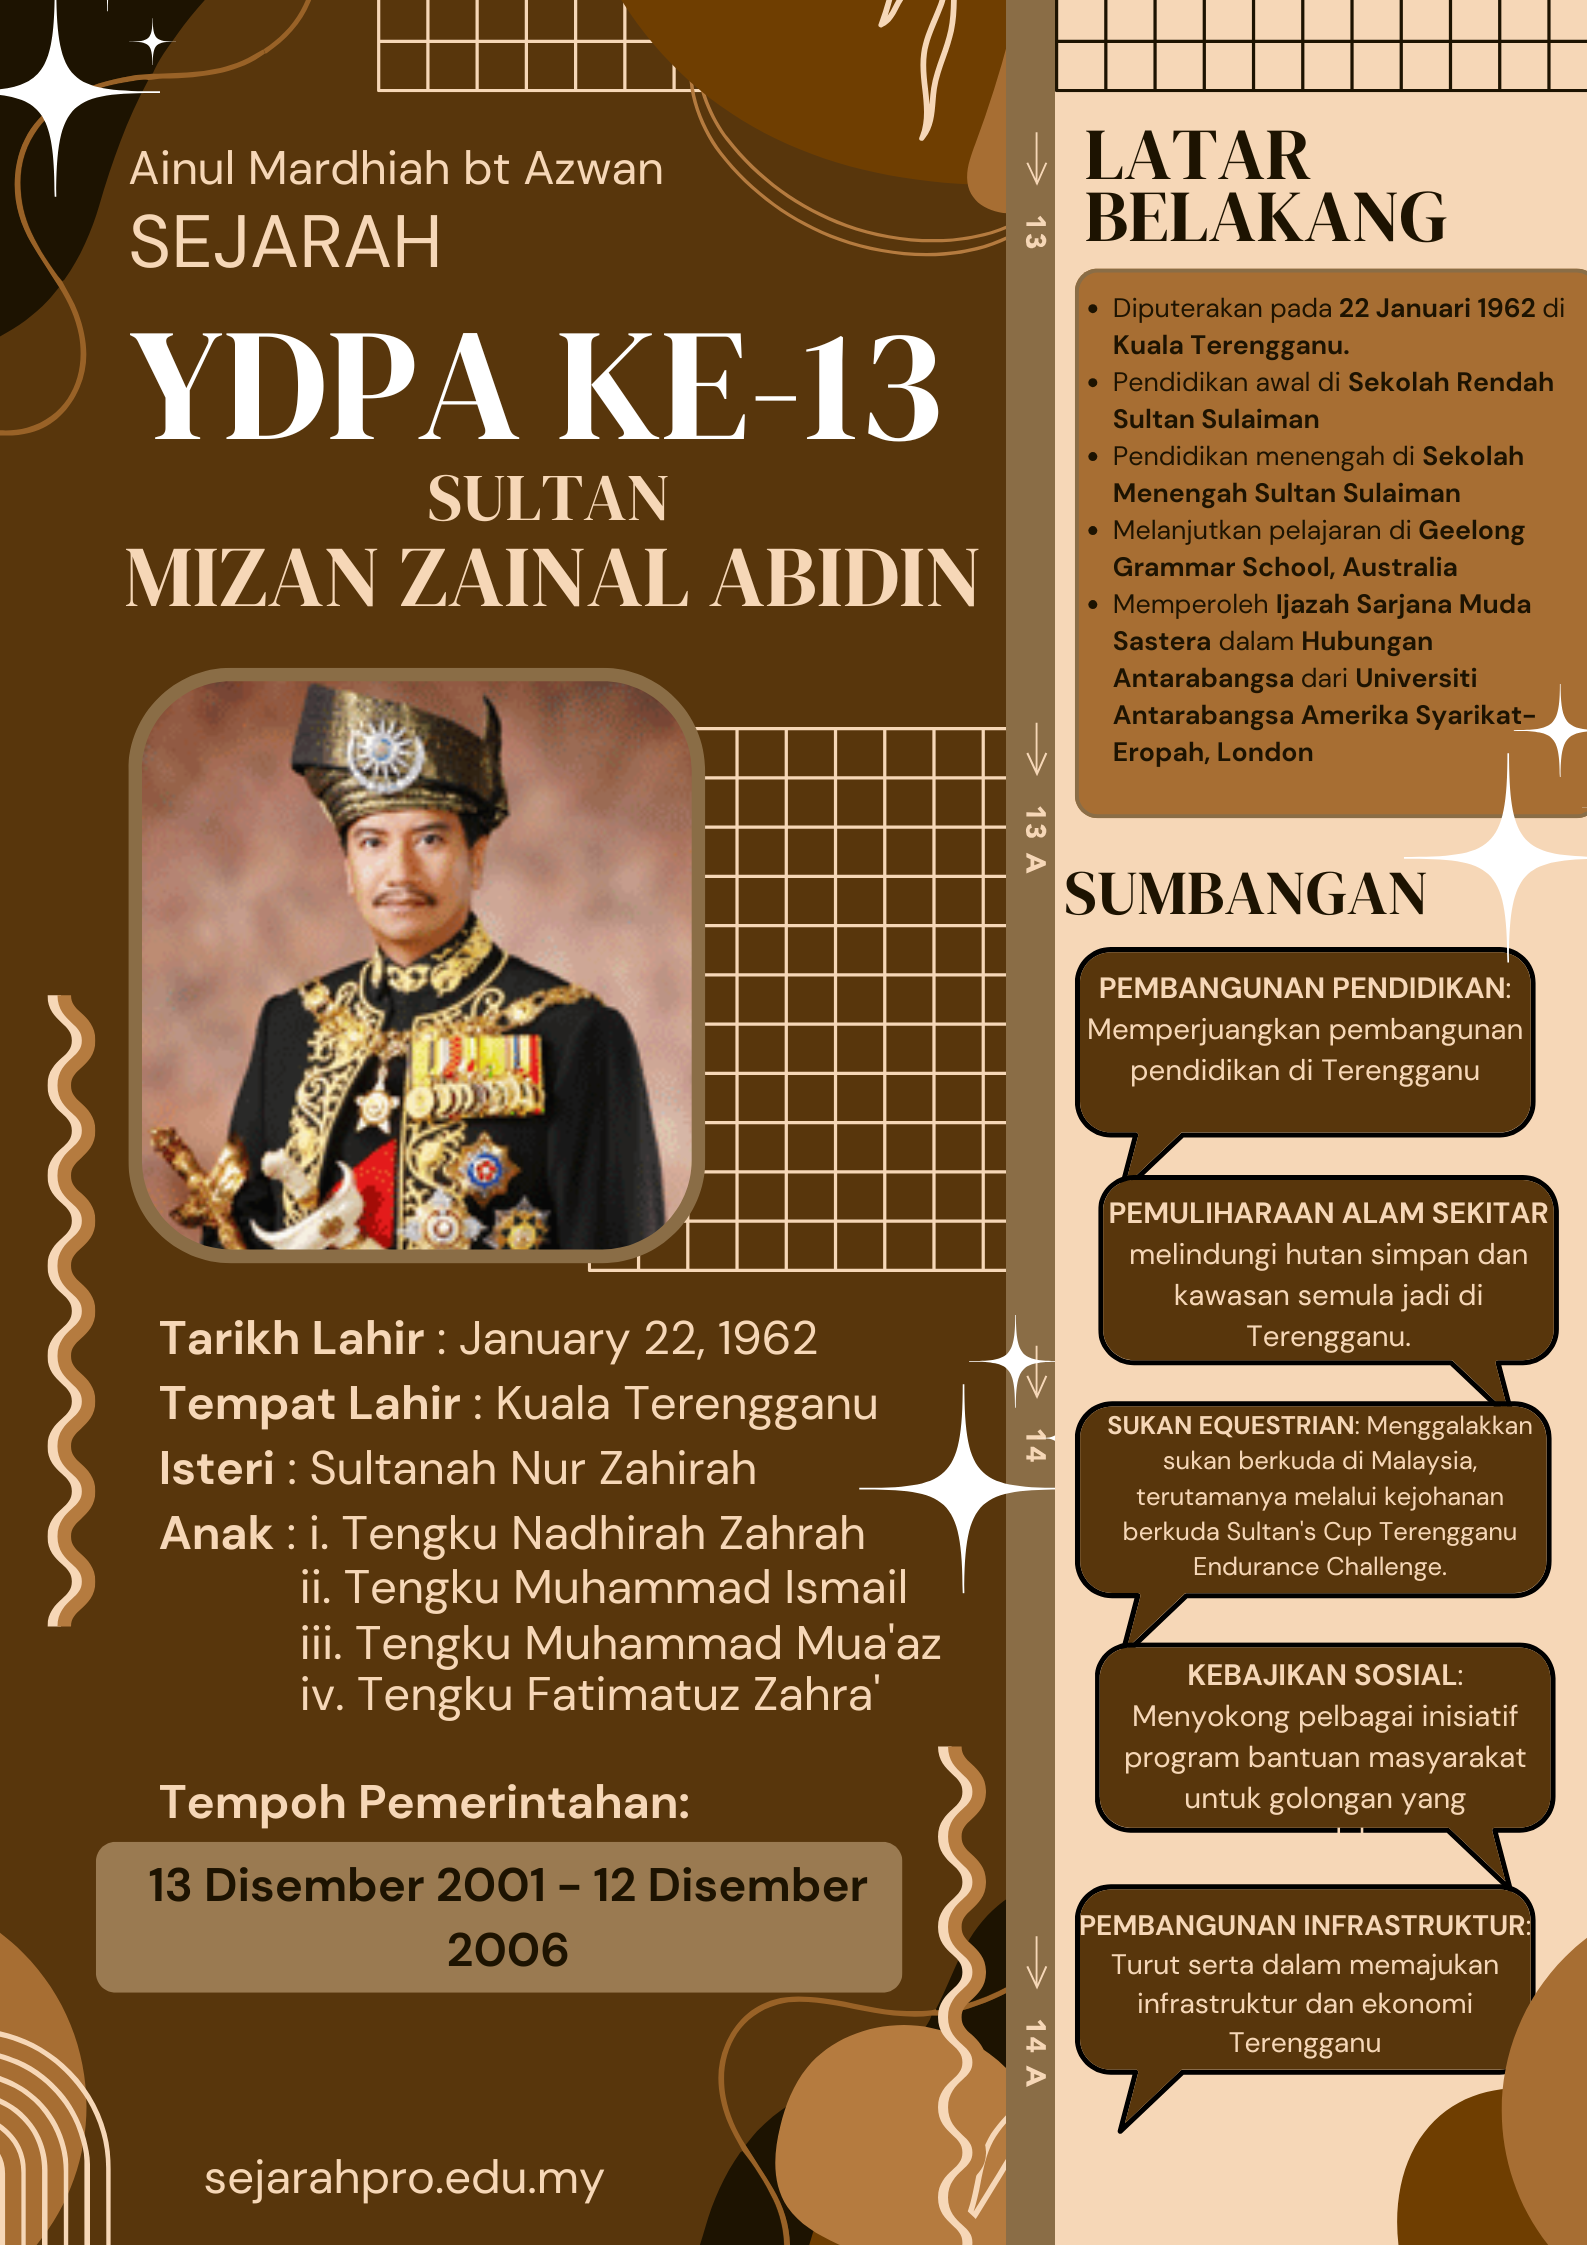 Ainul Mardhiah bt Azwan
SEJARAH
YDPA KE-13
SULTAN
MIZAN ZAINAL ABIDIN
Tarikh Lahir : January 22, 1962
Tempat Lahir : Kuala Terengganu
Isteri : Sultanah Nur Zahirah
Anak : i. Tengku Nadhirah Zahrah
ii. Tengku Muhammad Ismail
iii. Tengku Muhammad Mua'az
iv. Tengku Fatimatuz Zahra'
Tempoh Pemerintahan:
13 Disember 2001 - 12 Disember
2006
sejarahpro.edu.my
13
13 A
14
14 A
LATAR
BELAKANG
• Diputerakan pada 22 Januari 1962 di
Kuala Terengganu.
• Pendidikan awal di Sekolah Rendah
Sultan Sulaiman
• Pendidikan menengah di Sekolah
Menengah Sultan Sulaiman
• Melanjutkan pelajaran di Geelong
Grammar School, Australia
• Memperoleh Ijazah Sarjana Muda
Sastera dalam Hubungan
Antarabangsa dari Universiti
Antarabangsa Amerika Syarikat-
Eropah, London
SUMBANGAN
PEMBANGUNAN PENDIDIKAN:
Memperjuangkan pembangunan
pendidikan di Terengganu
PEMULIHARAAN ALAM SEKITAR
melindungi hutan simpan dan
kawasan semula jadi di
Terengganu.
SUKAN EQUESTRIAN: Menggalakkan
sukan berkuda di Malaysia,
terutamanya melalui kejohanan
berkuda Sultan's Cup Terengganu
Endurance Challenge.
KEBAJIKAN SOSIAL:
Menyokong pelbagai inisiatif
program bantuan masyarakat
untuk golongan yang
PEMBANGUNAN INFRASTRUKTUR:
Turut serta dalam memajukan
infrastruktur dan ekonomi
Terengganu